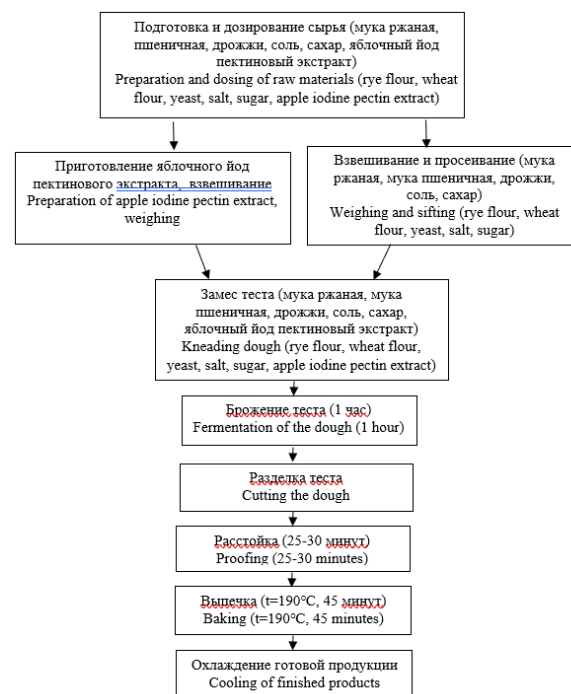 Подготовка и дозирование сырья (мука ржаная,
пшеничная, дрожжи, соль, сахар, яблочный йод
пектиновый экстракт)
Preparation and dosing of raw materials (rye flour, wheat
flour, yeast, salt, sugar, apple iodine pectin extract)
Приготовление яблочного йод
пектинового экстракта, взвешивание
Preparation of apple iodine pectin extract,
weighing
Взвешивание и просеивание (мука
ржаная, мука пшеничная, дрожжи,
соль, сахар)
Weighing and sifting (rye flour, wheat
flour, yeast, salt, sugar)
Замес теста (мука ржаная, мука
пшеничная, дрожжи, соль, сахар,
яблочный йод пектиновый экстракт)
Kneading dough (rye flour, wheat flour,
yeast, salt, sugar, apple iodine pectin extract)
Брожение теста (1 час)
Fermentation of the dough (1 hour)
Разделка теста
Cutting the dough
Расстойка (25-30 минут)
Proofing (25-30 minutes)
Выпечка (t=190℃, 45 минут)
Baking (t=190℃, 45 minutes)
Охлаждение готовой продукции
Cooling of finished products